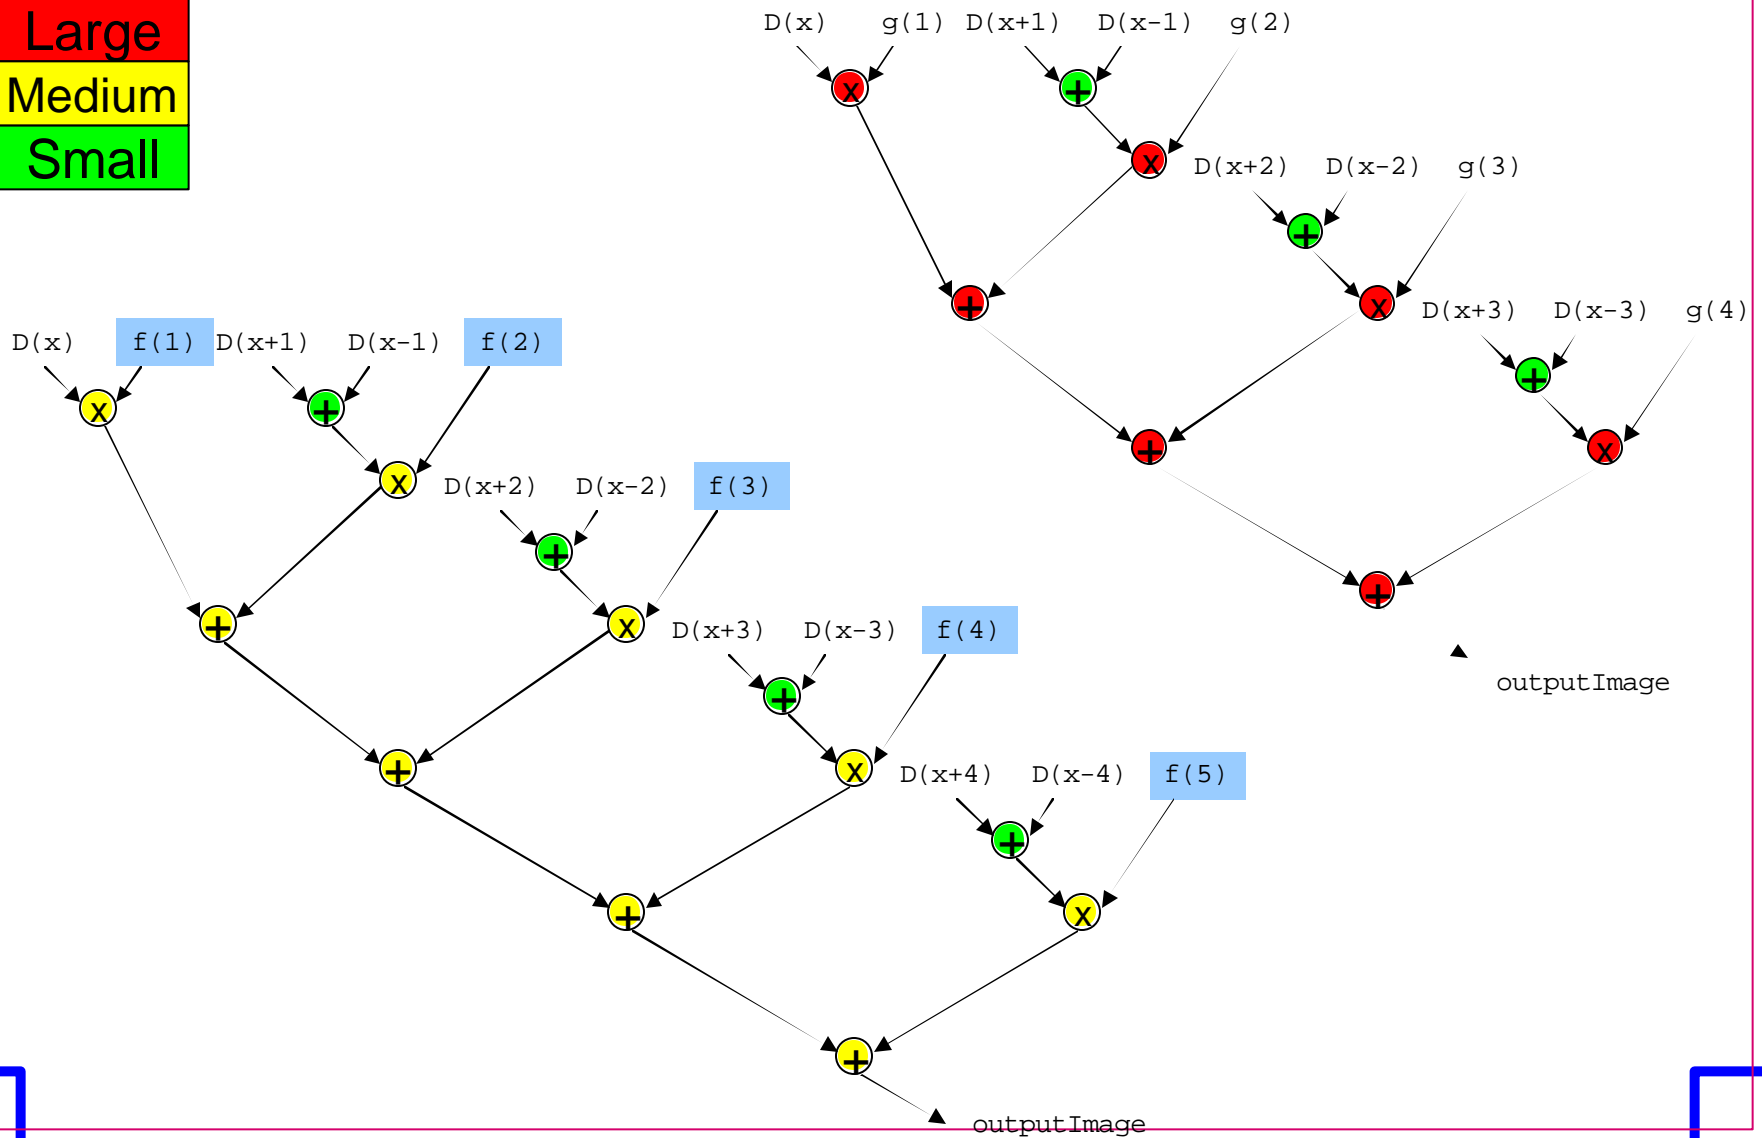 Large
Medium
Small
D(x) g(1) D(x+1) D(x-1) g(2)
x +
x D(x+2) D(x-2) g(3)
+
+ x D(x+3) D(x-3) g(4)
+
+ x
+
outputImage
D(x) f(1) D(x+1) D(x-1) f(2)
x +
x D(x+2) D(x-2) f(3)
+
+ x D(x+3) D(x-3) f(4)
+
+ x D(x+4) D(x-4) f(5)
+
+ x
+
outputImage